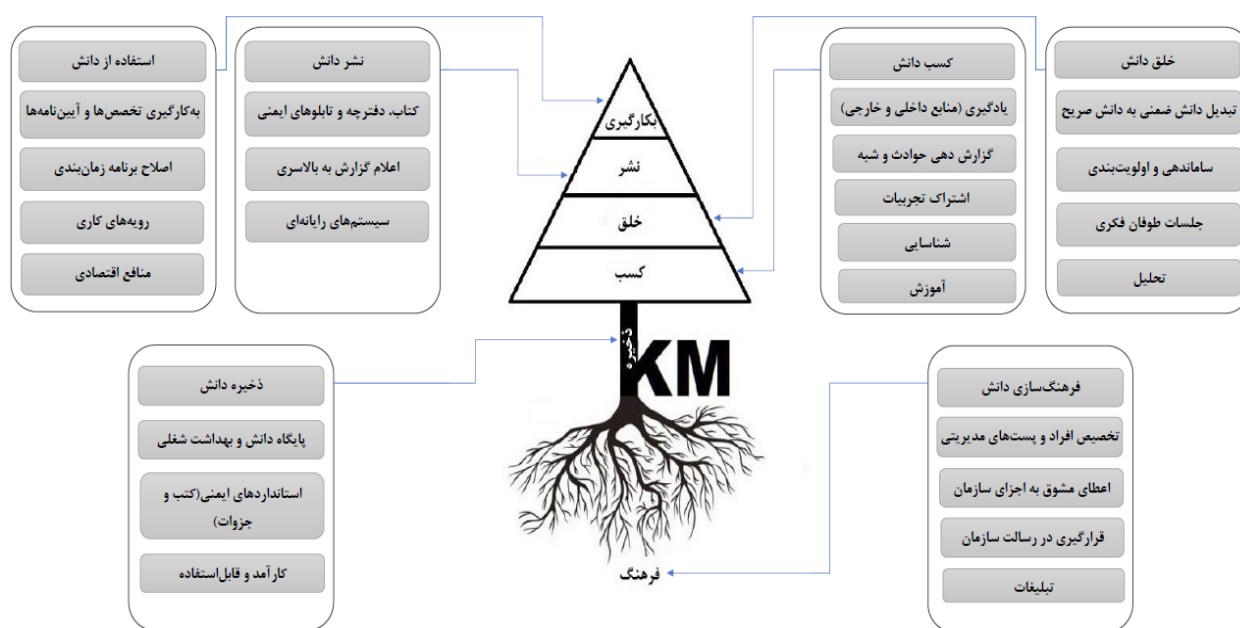 خلق دانش
تبدیل دانش ضمنی به دانش صریح
ساماندهی و اولویت‌بندی
جلسات طوفان فکری
تحلیل
کسب دانش
یادگیری (منابع داخلی و خارجی)
گزارش دهی حوادث و شبه
اشتراک تجربیات
شناسایی
آموزش
بکارگیری
نشر
خلق
کسب
ذخیره
KM
فرهنگ
نشر دانش
کتاب، دفترچه و تابلوهای ایمنی
اعلام گزارش به بالاسری
سیستم‌های رایانه‌ای
استفاده از دانش
به‌کارگیری تخصص‌ها و آیین‌نامه‌ها
اصلاح برنامه زمان‌بندی
رویه‌های کاری
منافع اقتصادی
فرهنگ‌سازی دانش
تخصیص افراد و پست‌های مدیریتی
اعطای مشوق به اجزای سازمان
قرارگیری در رسالت سازمان
تبلیغات
ذخیره دانش
پایگاه دانش و بهداشت شغلی
استانداردهای ایمنی(کتب و
جزوات)
کارآمد و قابل‌استفاده